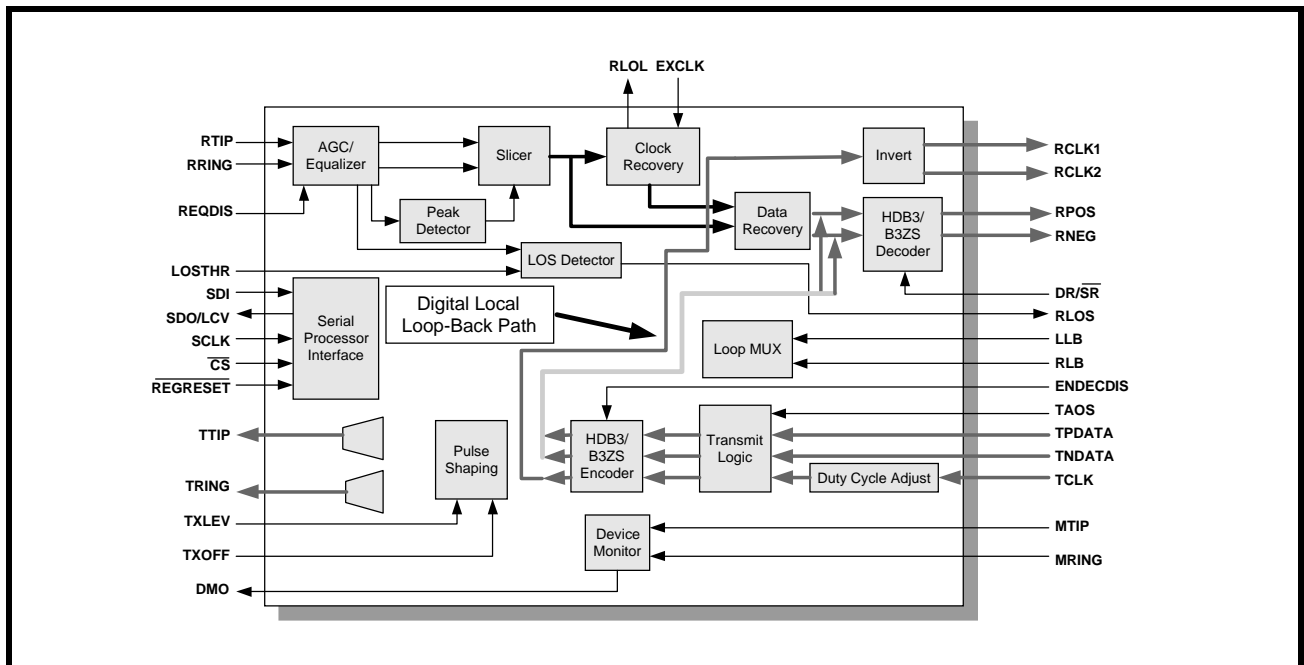 RLOL EXCLK
RTIP
RRING
REQDIS
LOSTHR
SDI
SDO/LCV
SCLK
CS
REGRESET
TTIP
TRING
TXLEV
TXOFF
DMO
AGC/
Equalizer
Slicer
Clock
Recovery
Invert
Peak
Detector
Data
Recovery
HDB3/
B3ZS
Decoder
LOS Detector
Serial
Processor
Interface
Digital Local
Loop-Back Path
Loop MUX
Pulse
Shaping
HDB3/
B3ZS
Encoder
Transmit
Logic
Duty Cycle Adjust
Device
Monitor
RCLK1
RCLK2
RPOS
RNEG
DR/SR
RLOS
LLB
RLB
ENDECDIS
TAOS
TPDATA
TNDATA
TCLK
MTIP
MRING